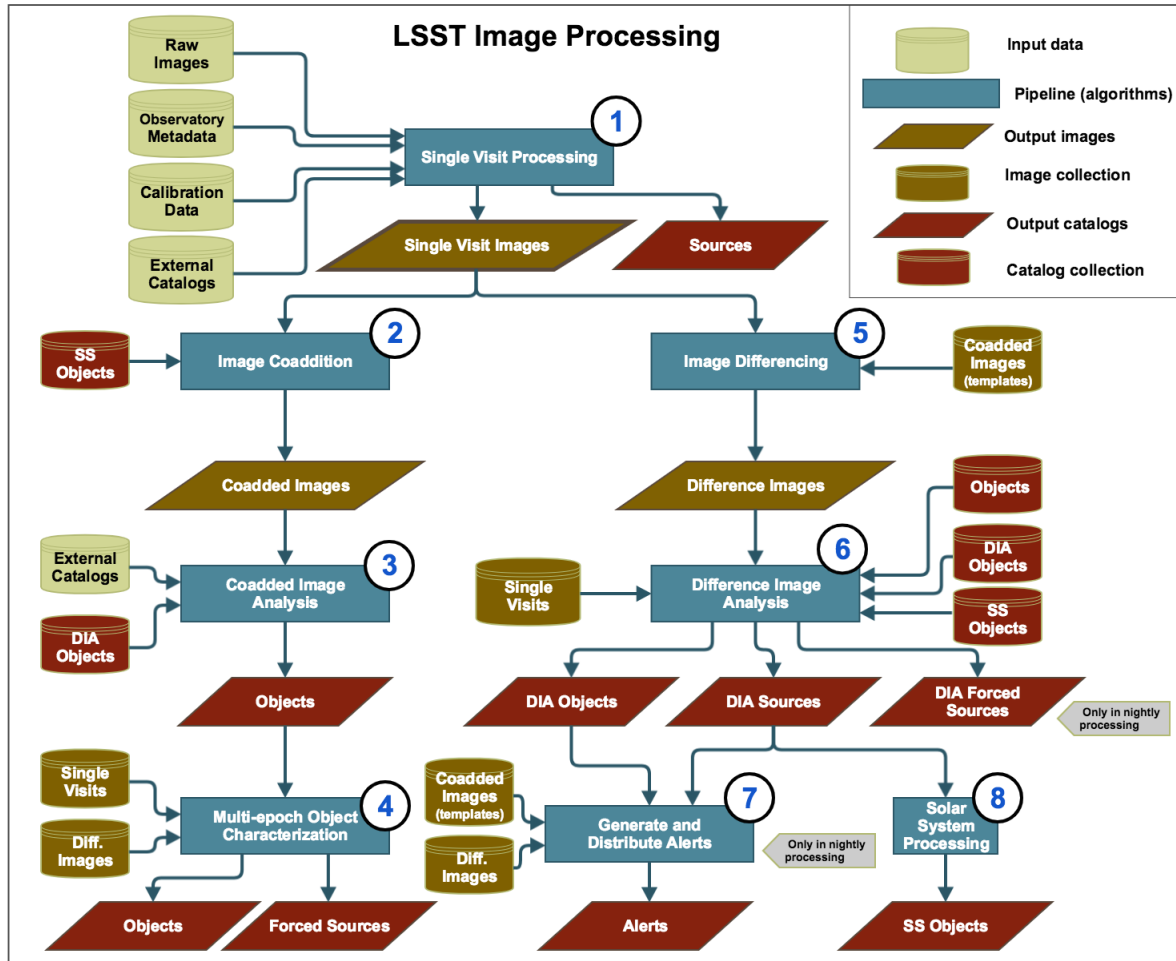 LSST Image Processing
Raw
Images
Observatory
Metadata
Calibration
Data
External
Catalogs
1
Single Visit Processing
Single Visit Images
Sources
Input data
Pipeline (algorithms)
Output images
Image collection
Output catalogs
Catalog collection
SS
Objects
2
Image Coaddition
5
Image Differencing
Coadded
Images
(templates)
Coadded Images
Difference Images
Objects
DIA
Objects
SS
Objects
External
Catalogs
DIA
Objects
3
Coadded Image
Analysis
Single
Visits
6
Difference Image
Analysis
Objects
DIA Objects
DIA Sources
DIA Forced
Sources
Only in nightly
processing
Single
Visits
Diff.
Images
4
Multi-epoch Object
Characterization
Coadded
Images
(templates)
Diff.
Images
7
Generate and
Distribute Alerts
Only in nightly
processing
8
Solar
System
Processing
Objects
Forced Sources
Alerts
SS Objects